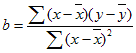 b = ∑(x−x̄)(y−y̅) / ∑(x−x̄)²